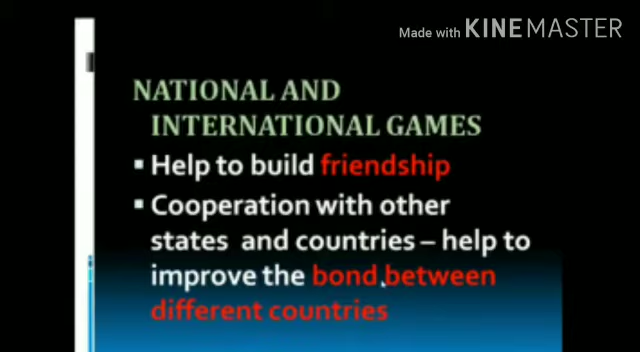 Made with KINEMASTER
NATIONAL AND
INTERNATIONAL GAMES
▪ Help to build friendship
▪ Cooperation with other
states and countries – help to
improve the bond between
different countries